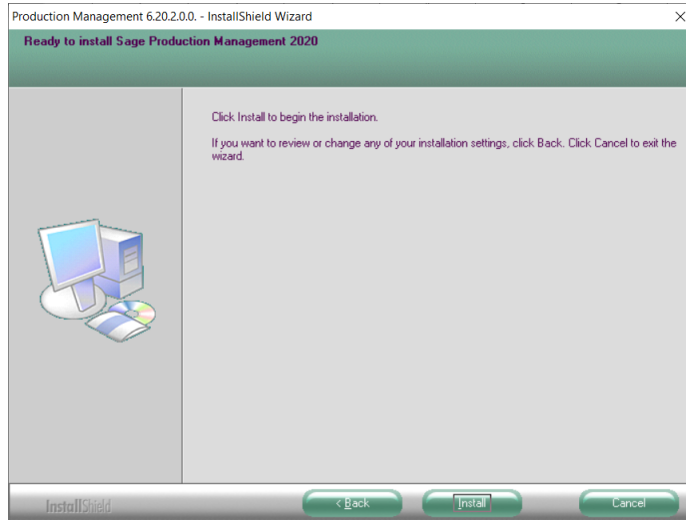 Production Management 6.20.2.0.0. - InstallShield Wizard
Ready to install Sage Production Management 2020
Click Install to begin the installation.
If you want to review or change any of your installation settings, click Back. Click Cancel to exit the
wizard.
InstallShield
< Back
Install
Cancel